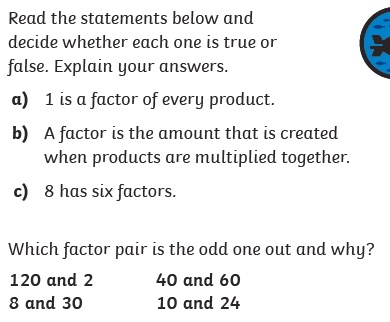 Read the statements below and
decide whether each one is true or
false. Explain your answers.
a) 1 is a factor of every product.
b) A factor is the amount that is created
when products are multiplied together.
c) 8 has six factors.
Which factor pair is the odd one out and why?
120 and 2 40 and 60
8 and 30 10 and 24